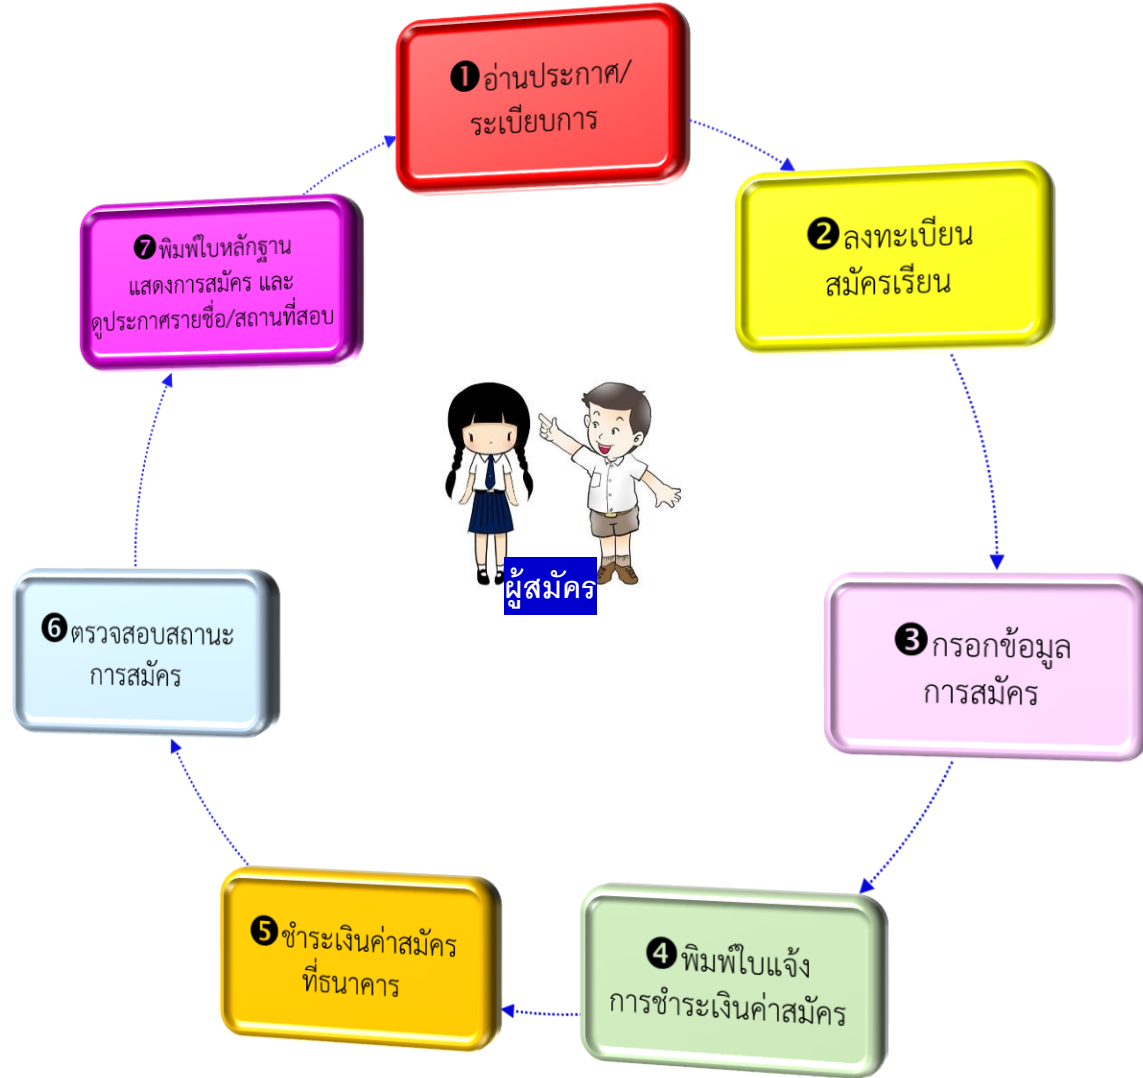 ❶อ่านประกาศ/
ระเบียบการ
❷ลงทะเบียน
สมัครเรียน
❸กรอกข้อมูล
การสมัคร
❹พิมพ์ใบแจ้ง
การชำระเงินค่าสมัคร
❺ชำระเงินค่าสมัคร
ที่ธนาคาร
❻ตรวจสอบสถานะ
การสมัคร
❼พิมพ์ใบหลักฐาน
แสดงการสมัคร และ
ดูประกาศรายชื่อ/สถานที่สอบ
ผู้สมัคร